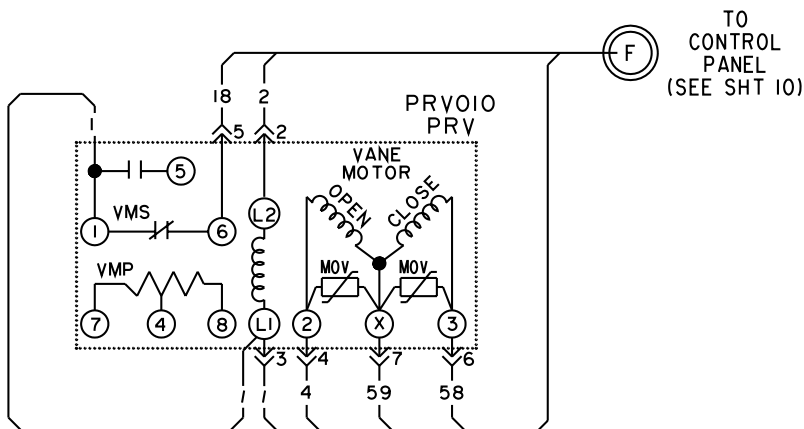 TO
CONTROL
PANEL
(SEE SHT 10)
F
18
2
PRV010
PRV
5
2
1
VANE
MOTOR
5
OPEN
CLOSE
VMS
1
6
L2
VMP
MOV
MOV
7
4
8
L1
2
X
3
3
4
7
6
1
1
4
59
58